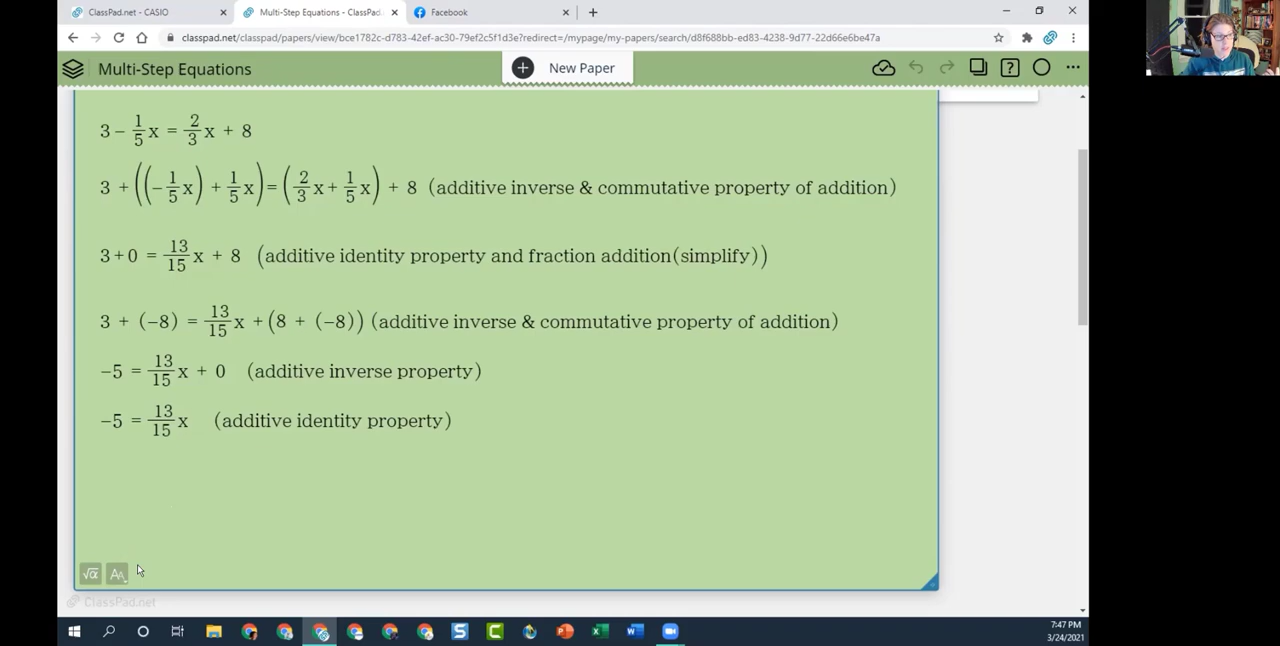 ClassPad.net - CASIO
Multi-Step Equations - ClassPad
Facebook
classpad.net/classpad/papers/view/bce1782c-d783-42ef-ac30-79ef2c5f1d3e?redirect=/mypage/my-papers/search/d8f688bb-ed83-4238-9d77-22d66e6be47a
Multi-Step Equations
New Paper
3 − 1/5 x = 2/3 x + 8
3 + ((−1/5 x) + 1/5 x) = (2/3 x + 1/5 x) + 8 (additive inverse & commutative property of addition)
3 + 0 = 13/15 x + 8 (additive identity property and fraction addition(simplify))
3 + (−8) = 13/15 x + (8 + (−8)) (additive inverse & commutative property of addition)
−5 = 13/15 x + 0 (additive inverse property)
−5 = 13/15 x (additive identity property)
√α AA
ClassPad.net
7:47 PM
3/24/2021